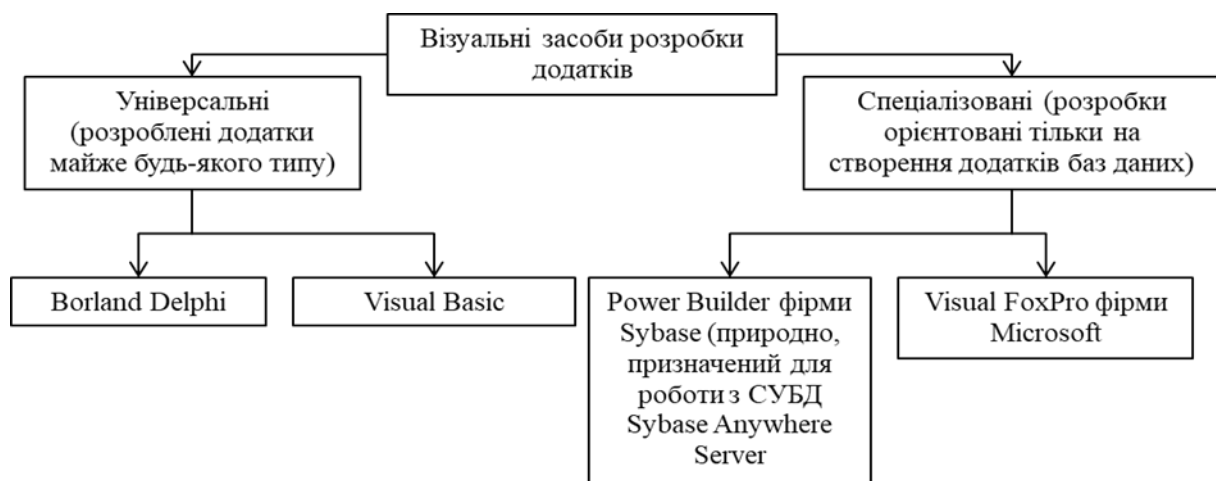 Візуальні засоби розробки
додатків
Універсальні
(розроблені додатки
майже будь-якого типу)
Спеціалізовані (розробки
орієнтовані тільки на
створення додатків баз даних)
Borland Delphi
Visual Basic
Power Builder фірми
Sybase (природно,
призначений для
роботи з СУБД
Sybase Anywhere
Server
Visual FoxPro фірми
Microsoft